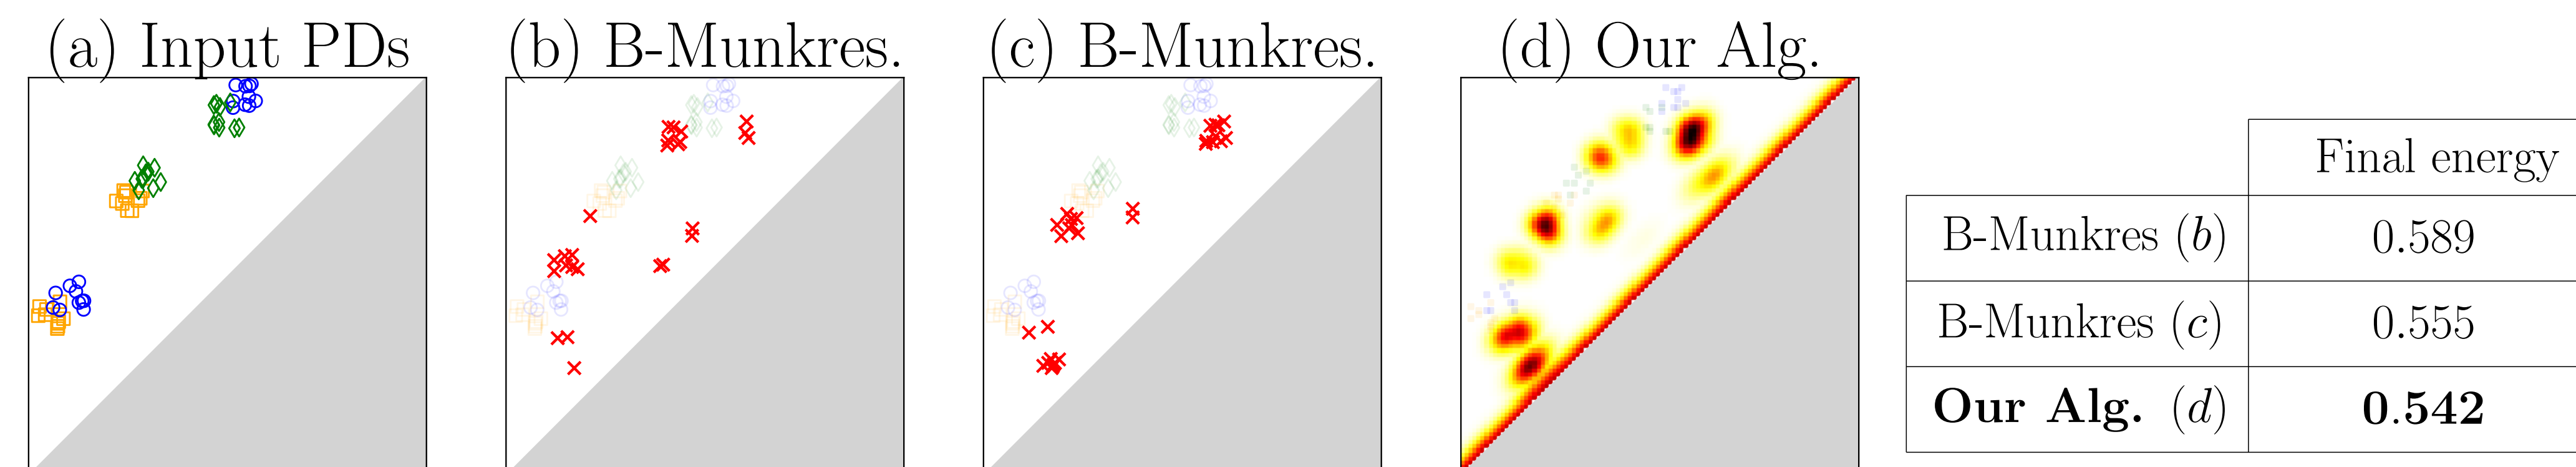 (a) Input PDs
(b) B-Munkres.
(c) B-Munkres.
(d) Our Alg.
Final energy
B-Munkres (b) 0.589
B-Munkres (c) 0.555
Our Alg. (d) 0.542